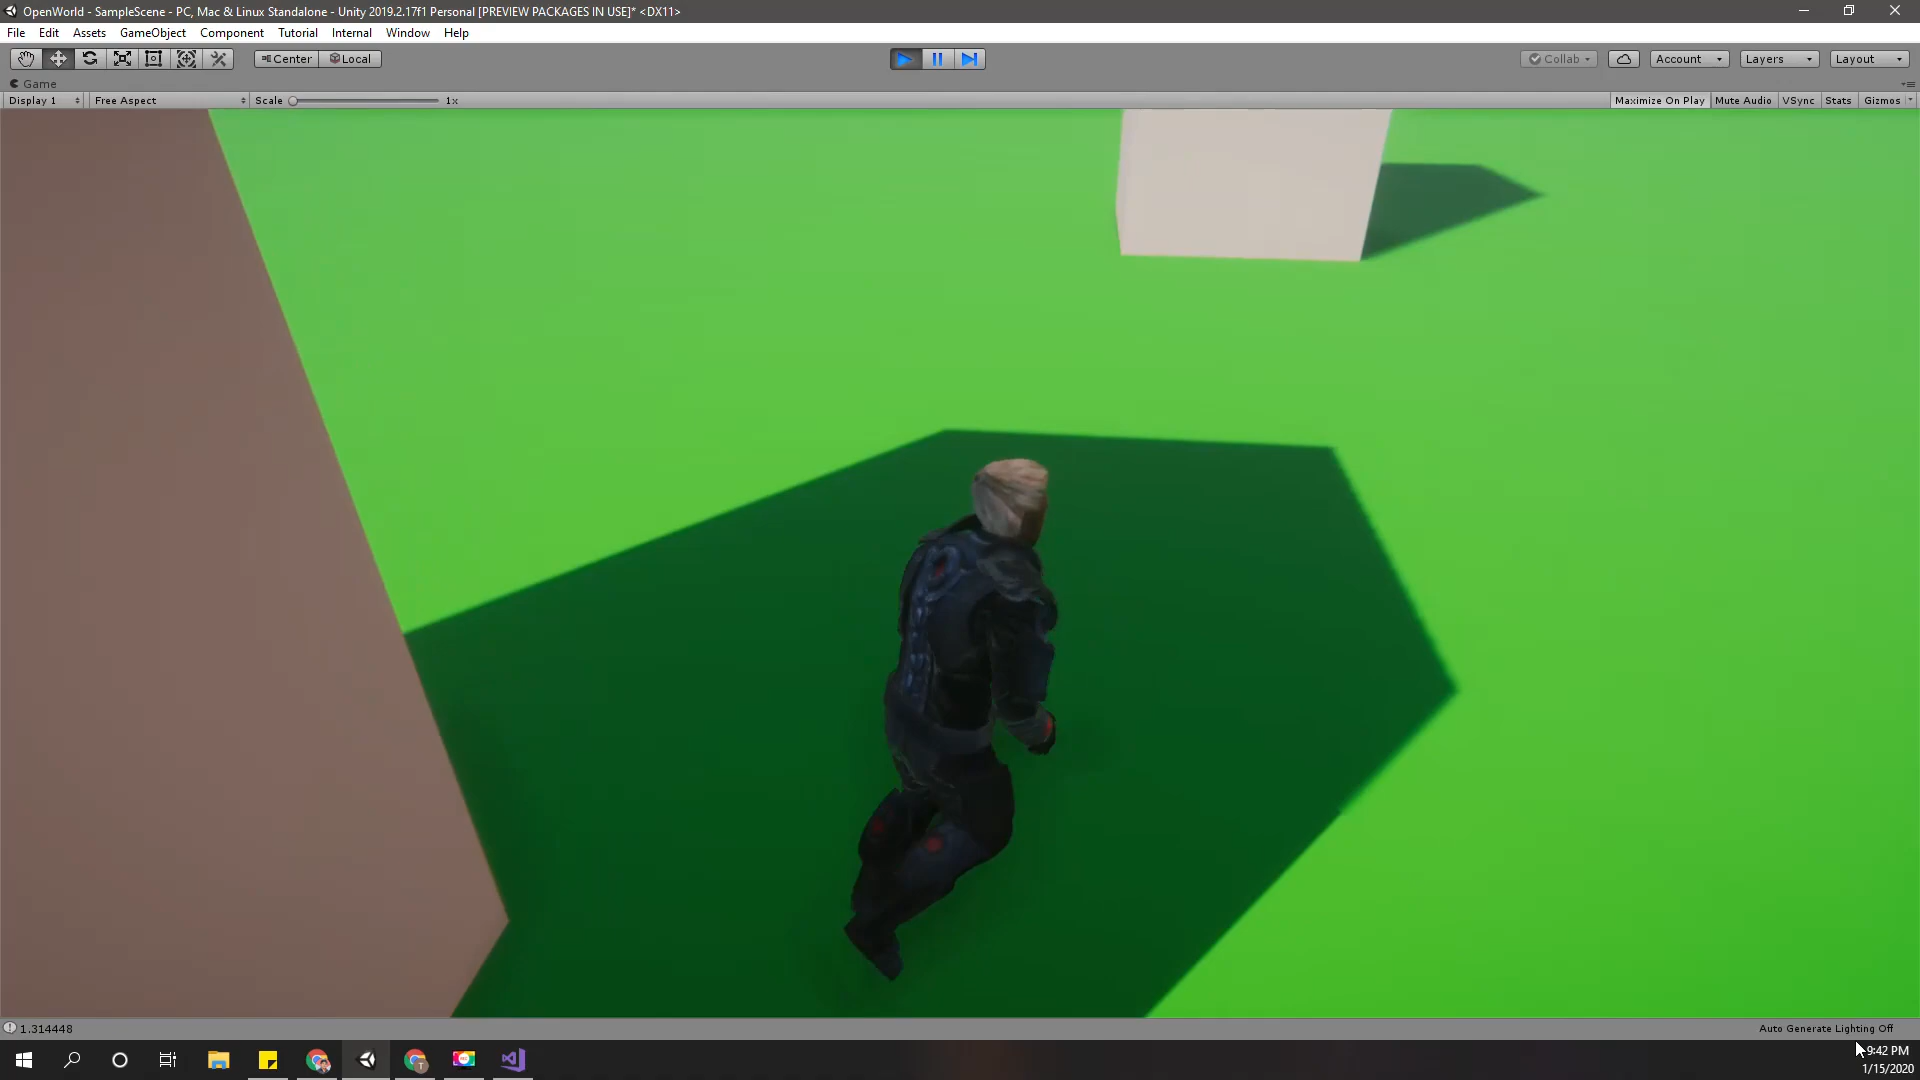 OpenWorld - SampleScene - PC, Mac & Linux Standalone - Unity 2019.2.17f1 Personal [PREVIEW PACKAGES IN USE]* <DX11>
File Edit Assets GameObject Component Tutorial Internal Window Help
Center Local Collab Account Layers Layout
Game
Display 1 Free Aspect Scale 1x Maximize On Play Mute Audio VSync Stats Gizmos
1.314448 Auto Generate Lighting Off
9:42 PM
1/15/2020